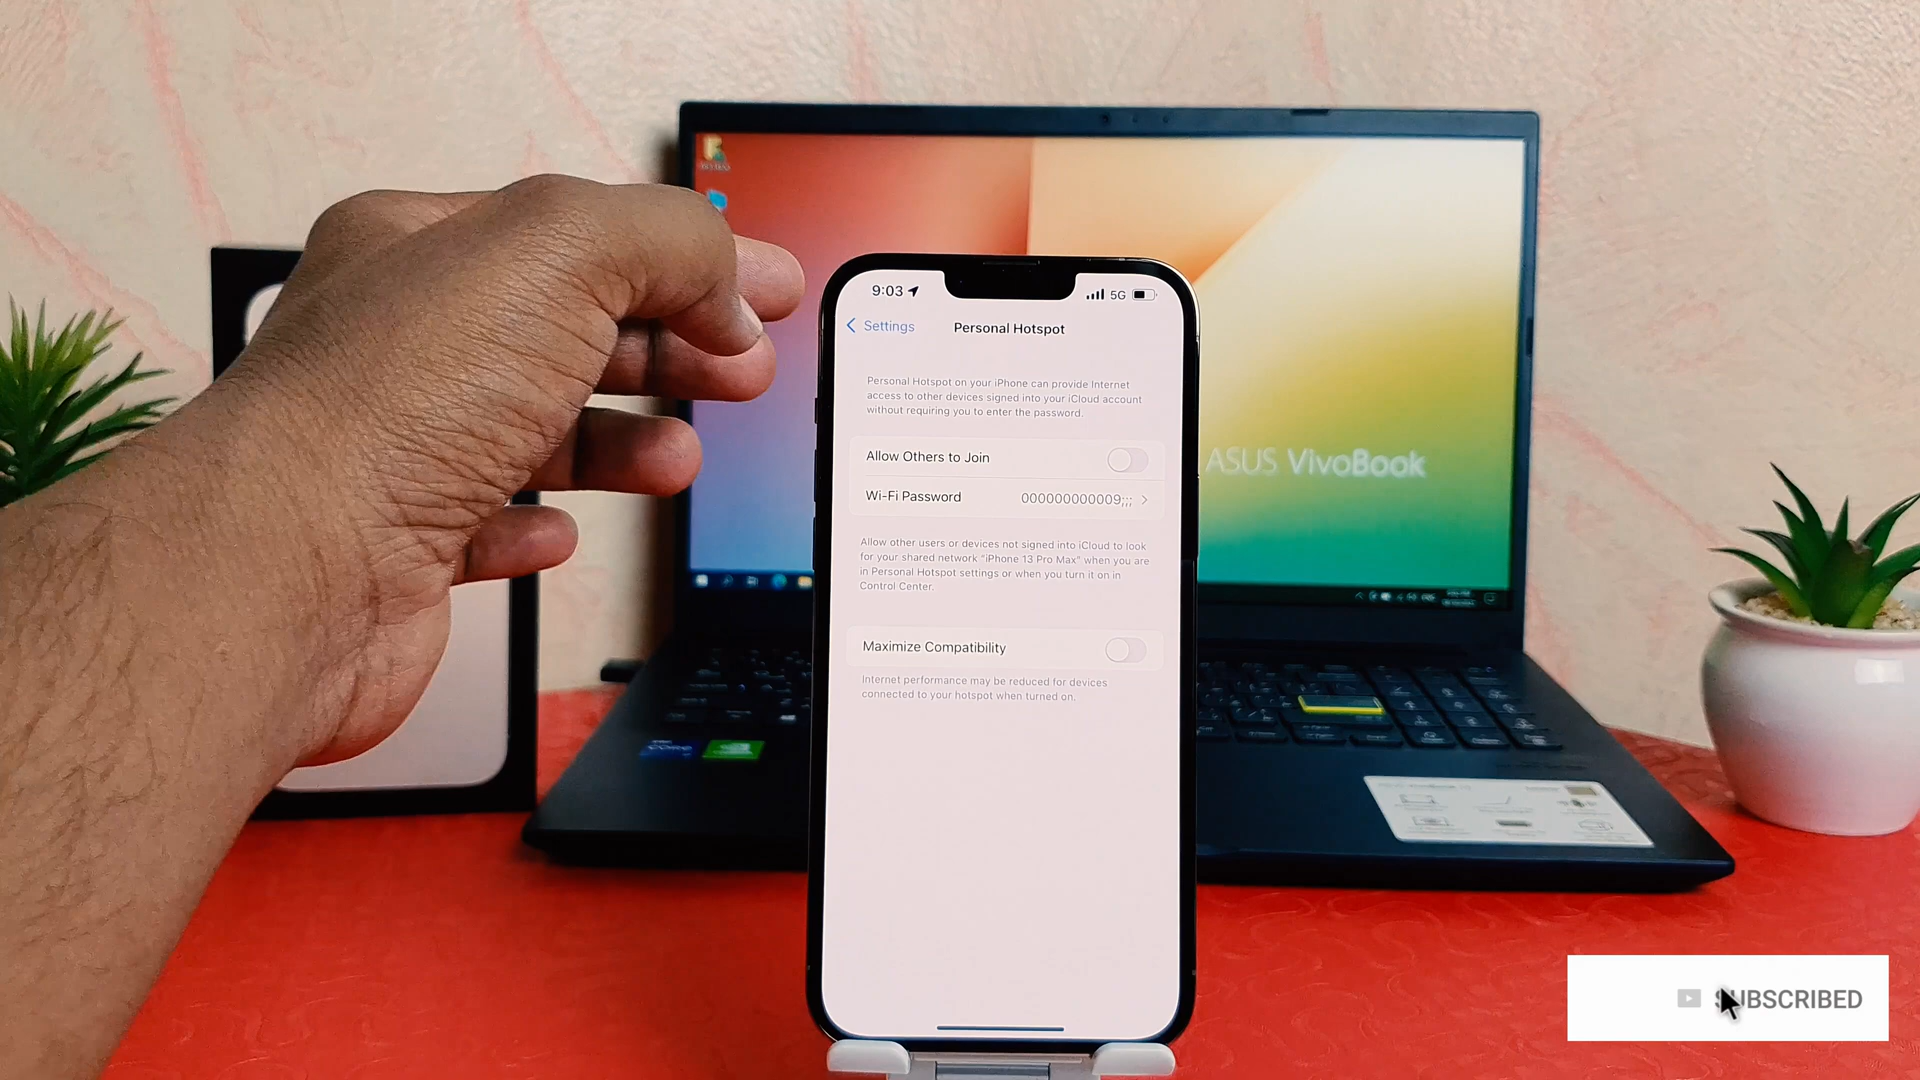 9:03
5G
Settings
Personal Hotspot
Personal Hotspot on your iPhone can provide Internet
access to other devices signed into your iCloud account
without requiring you to enter the password.
Allow Others to Join
Wi-Fi Password 000000000009;;;
Allow other users or devices not signed into iCloud to look
for your shared network "iPhone 13 Pro Max" when you are
in Personal Hotspot settings or when you turn it on in
Control Center.
Maximize Compatibility
Internet performance may be reduced for devices
connected to your hotspot when turned on.
ASUS VivoBook
SUBSCRIBED